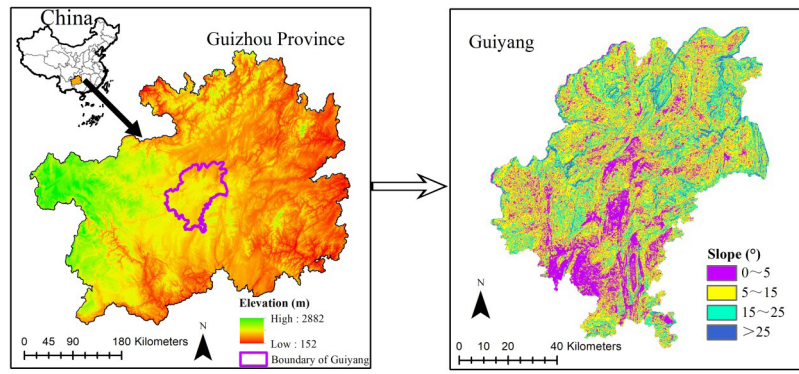 China
Guizhou Province
Elevation (m)
High : 2882
Low : 152
Boundary of Guiyang
N
0 45 90 180 Kilometers
Guiyang
Slope (°)
0～5
5～15
15～25
＞25
N
0 10 20 40 Kilometers